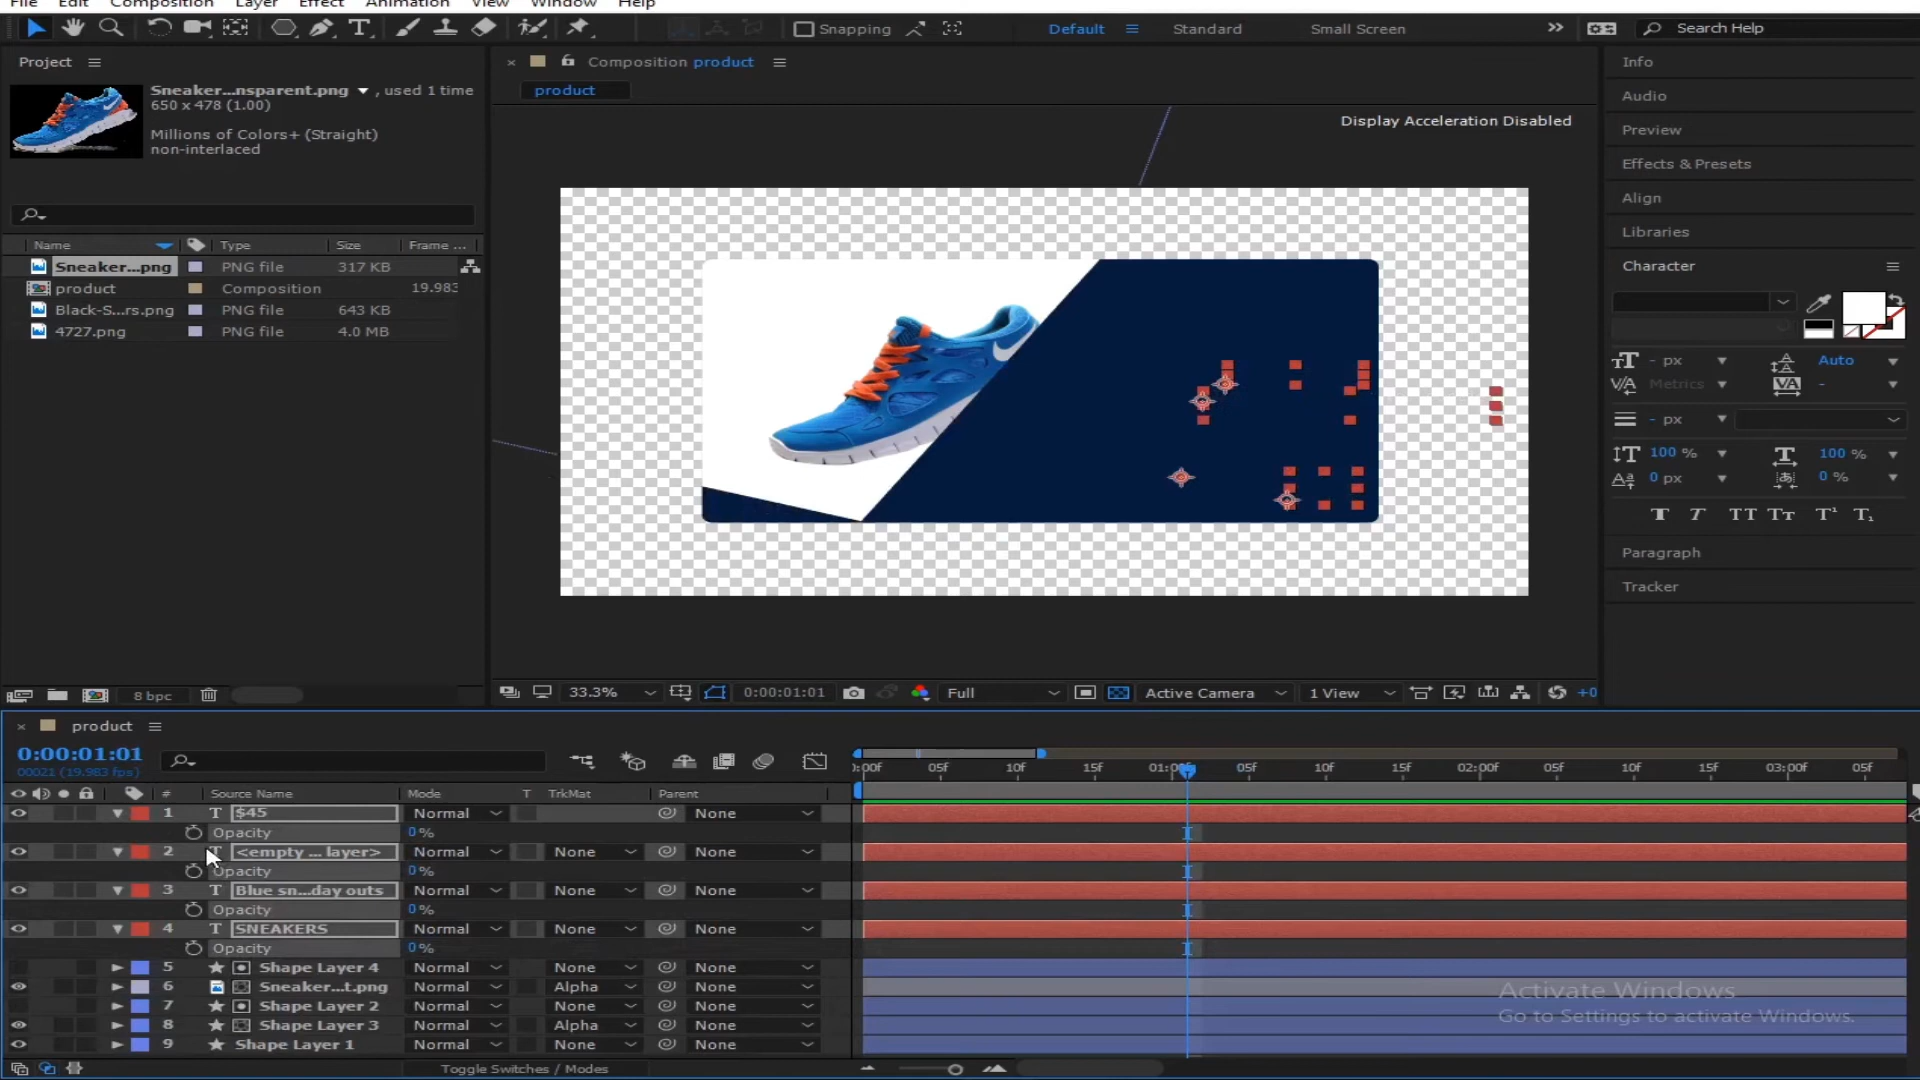 File Edit Composition Layer Effect Animation View Window Help
Snapping
Default Standard Small Screen
Search Help
Project
Sneaker...nsparent.png , used 1 time
650 x 478 (1.00)
Millions of Colors+ (Straight)
non-interlaced
Name Type Size Frame ...
Sneaker...png PNG file 317 KB
product Composition 19.983
Black-S...rs.png PNG file 643 KB
4727.png PNG file 4.0 MB
8 bpc
Composition product
product
Display Acceleration Disabled
33.3% 0:00:01:01 Full Active Camera 1 View +0
Info
Audio
Preview
Effects & Presets
Align
Libraries
Character
- px Auto
Metrics -
- px
100 % 100 %
0 px 0 %
T T TT Tt T¹ T₁
Paragraph
Tracker
product
0:00:01:01
00021 (19.983 fps)
:00f 05f 10f 15f 01:00f 05f 10f 15f 02:00f 05f 10f 15f 03:00f 05f
# Source Name Mode T TrkMat Parent
1 T $45 Normal None
Opacity 0 %
2 T <empty ... layer> Normal None None
Opacity 0 %
3 T Blue sn...day outs Normal None None
Opacity 0 %
4 T SNEAKERS Normal None None
Opacity 0 %
5 Shape Layer 4 Normal None None
6 Sneaker...t.png Normal Alpha None
7 Shape Layer 2 Normal None None
8 Shape Layer 3 Normal Alpha None
9 Shape Layer 1 Normal None None
Toggle Switches / Modes
Activate Windows
Go to Settings to activate Windows.